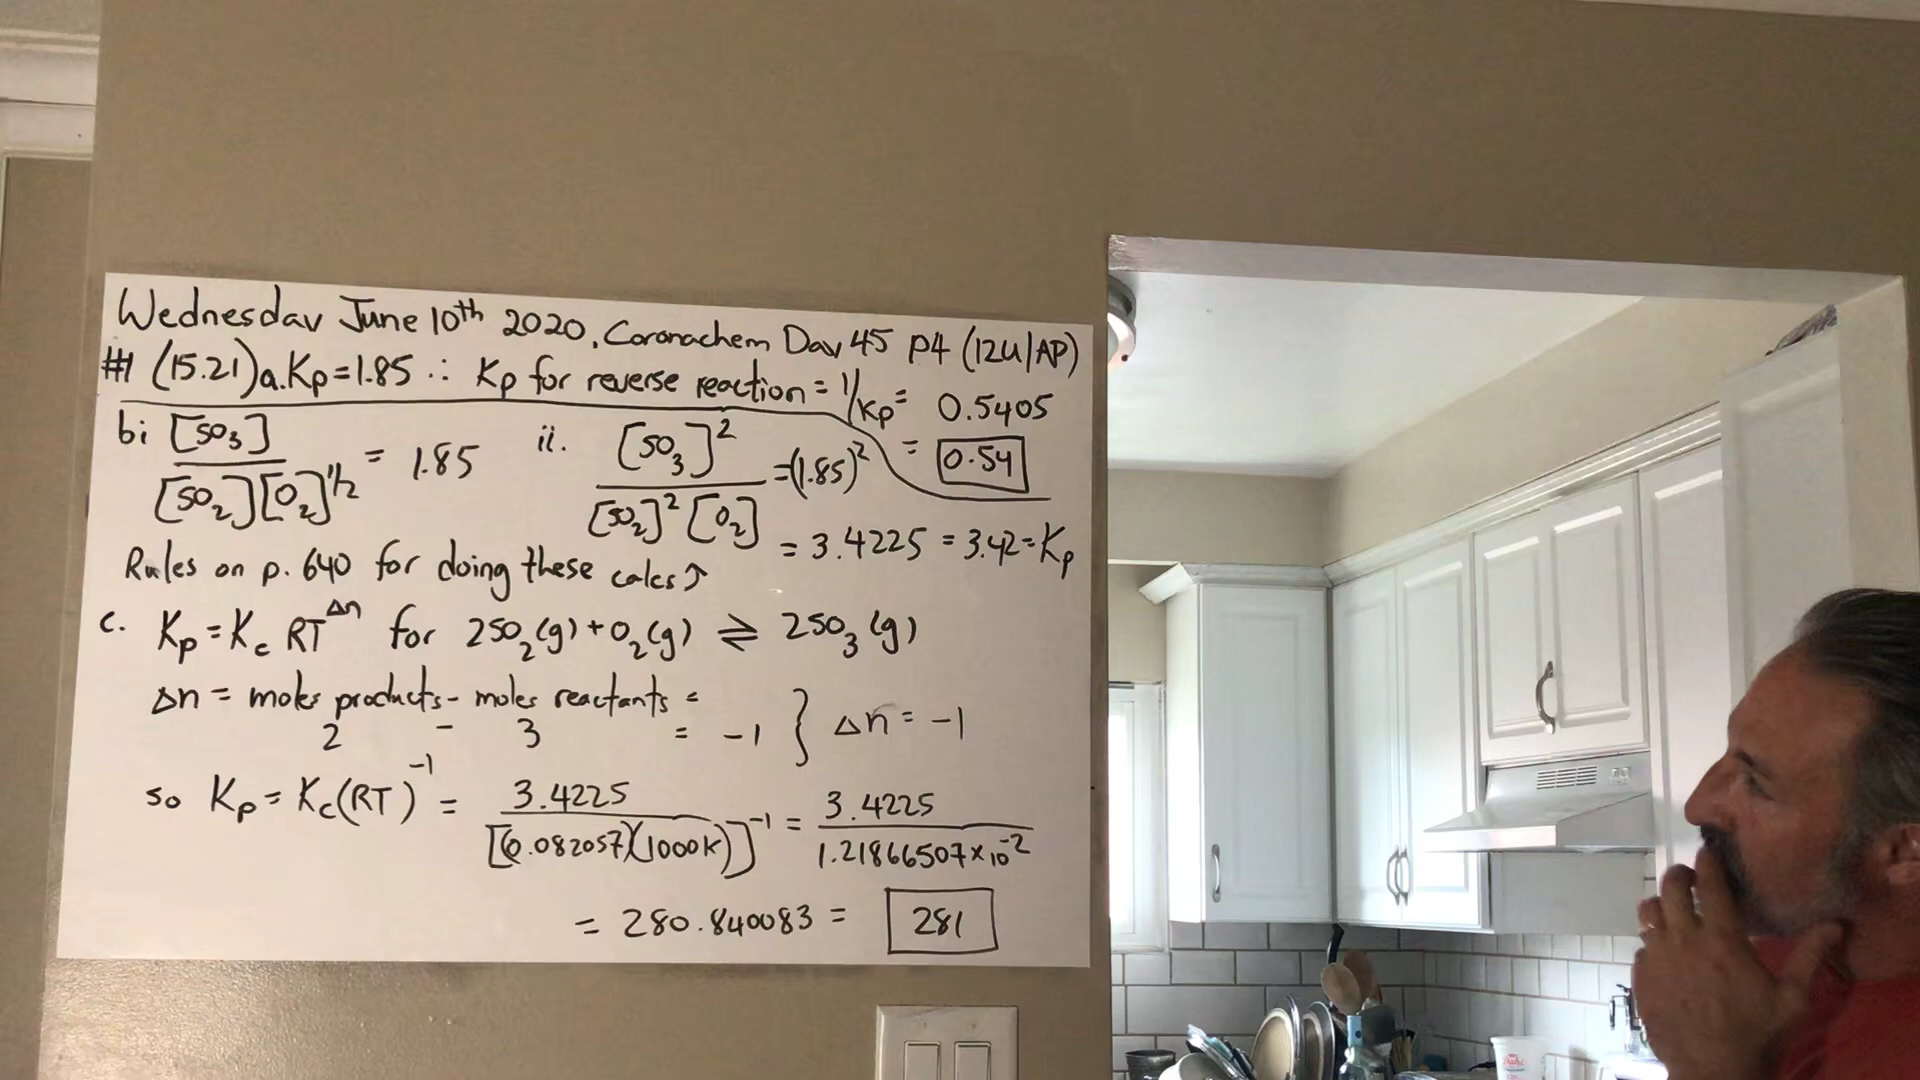 Wednesday June 10th 2020, Coronachem Day 45 p4 (12U/AP)
#1 (15.21) a. Kp = 1.85 ∴ Kp for reverse reaction = 1/Kp = 0.5405
= 0.54
bi [SO3] / [SO2][O2]^1/2 = 1.85
ii. [SO3]^2 / [SO2]^2 [O2] = (1.85)^2
= 3.4225 = 3.42 = Kp
Rules on p. 640 for doing these calcs ↑
c. Kp = Kc RT^Δn for 2SO2(g) + O2(g) ⇌ 2SO3(g)
Δn = moles products - moles reactants =
2 - 3 = -1 } Δn = -1
so Kp = Kc(RT)^-1 = 3.4225 / [(0.082057)(1000K)]^-1 = 3.4225 / 1.21866507 x 10^-2
= 280.840083 = 281